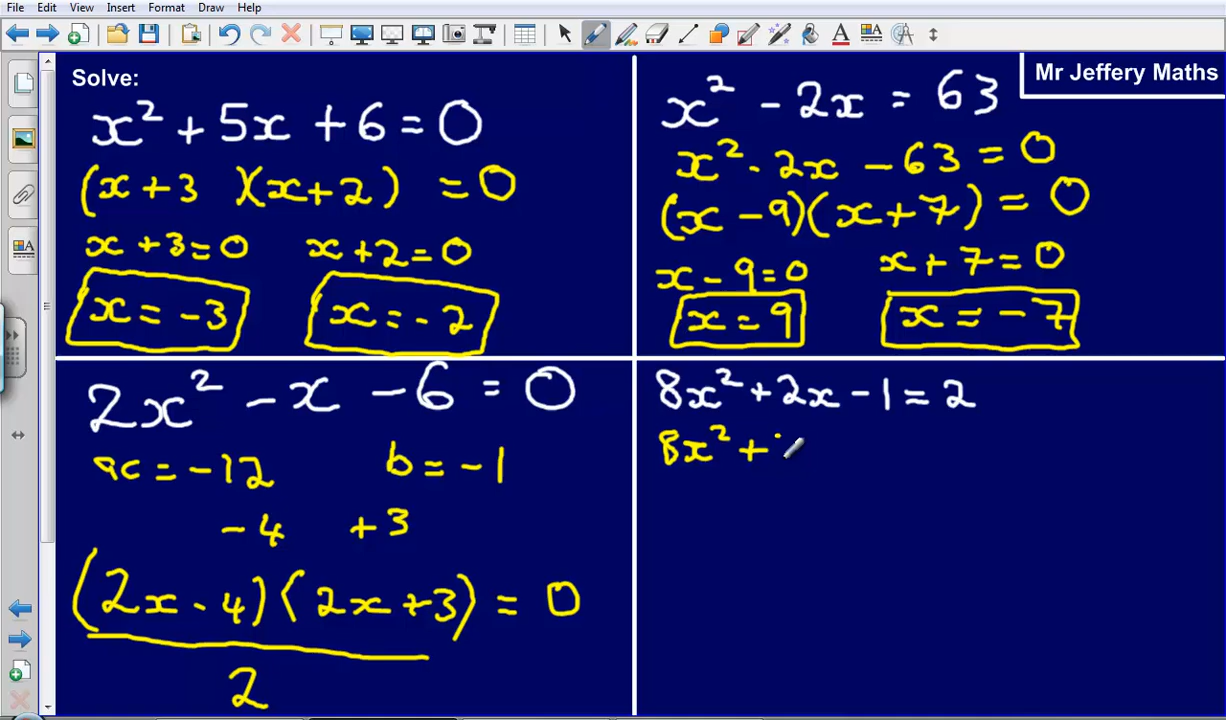 File Edit View Insert Format Draw Help
Solve:
x² + 5x + 6 = 0
(x + 3 )(x + 2) = 0
x + 3 = 0 x + 2 = 0
x = -3 x = -2
Mr Jeffery Maths
x² - 2x = 63
x² - 2x - 63 = 0
(x - 9)(x + 7) = 0
x - 9 = 0 x + 7 = 0
x = 9 x = -7
2x² - x - 6 = 0
ac = -12 b = -1
-4 +3
(2x - 4)(2x + 3) = 0
2
8x² + 2x - 1 = 2
8x² +